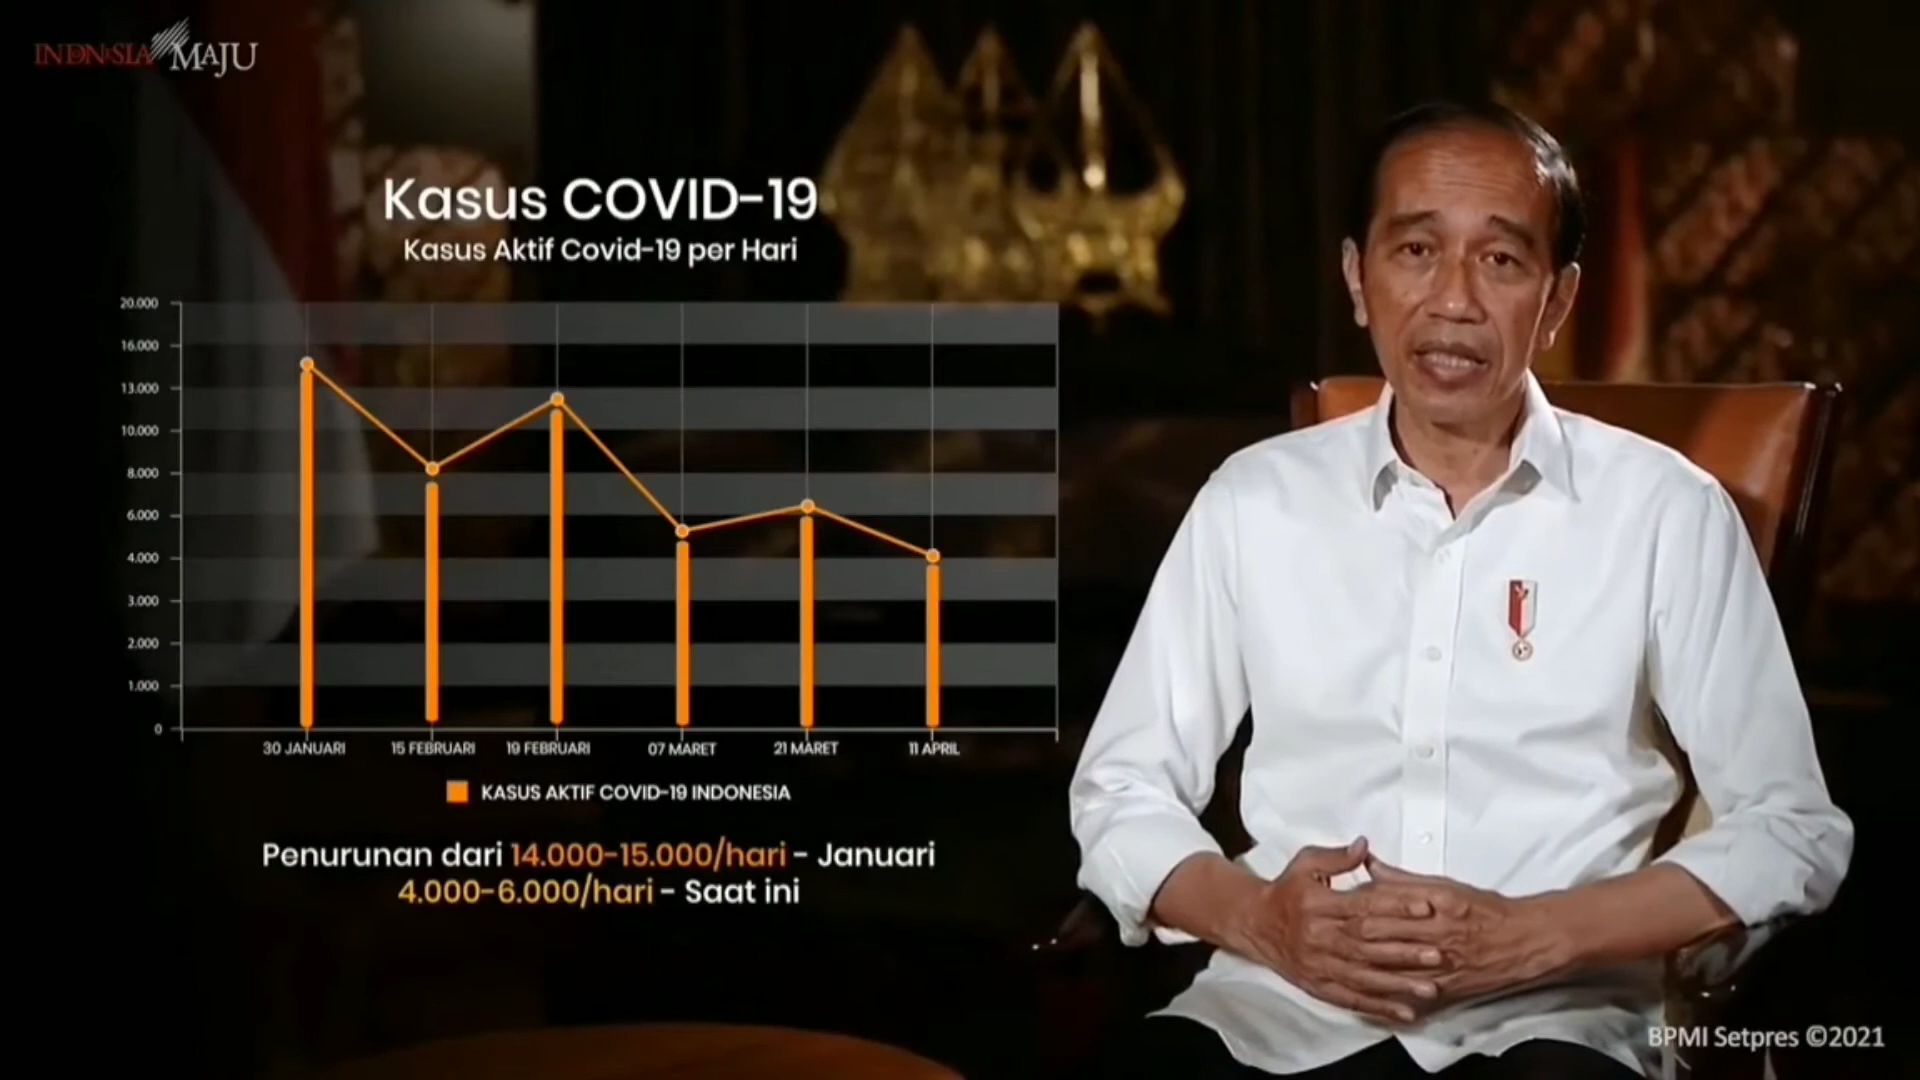 INDONESIA MAJU
Kasus COVID-19
Kasus Aktif Covid-19 per Hari
20.000
16.000
13.000
10.000
8.000
6.000
4.000
3.000
2.000
1.000
0
30 JANUARI 15 FEBRUARI 19 FEBRUARI 07 MARET 21 MARET 11 APRIL
KASUS AKTIF COVID-19 INDONESIA
Penurunan dari 14.000-15.000/hari - Januari
4.000-6.000/hari - Saat ini
BPMI Setpres ©2021